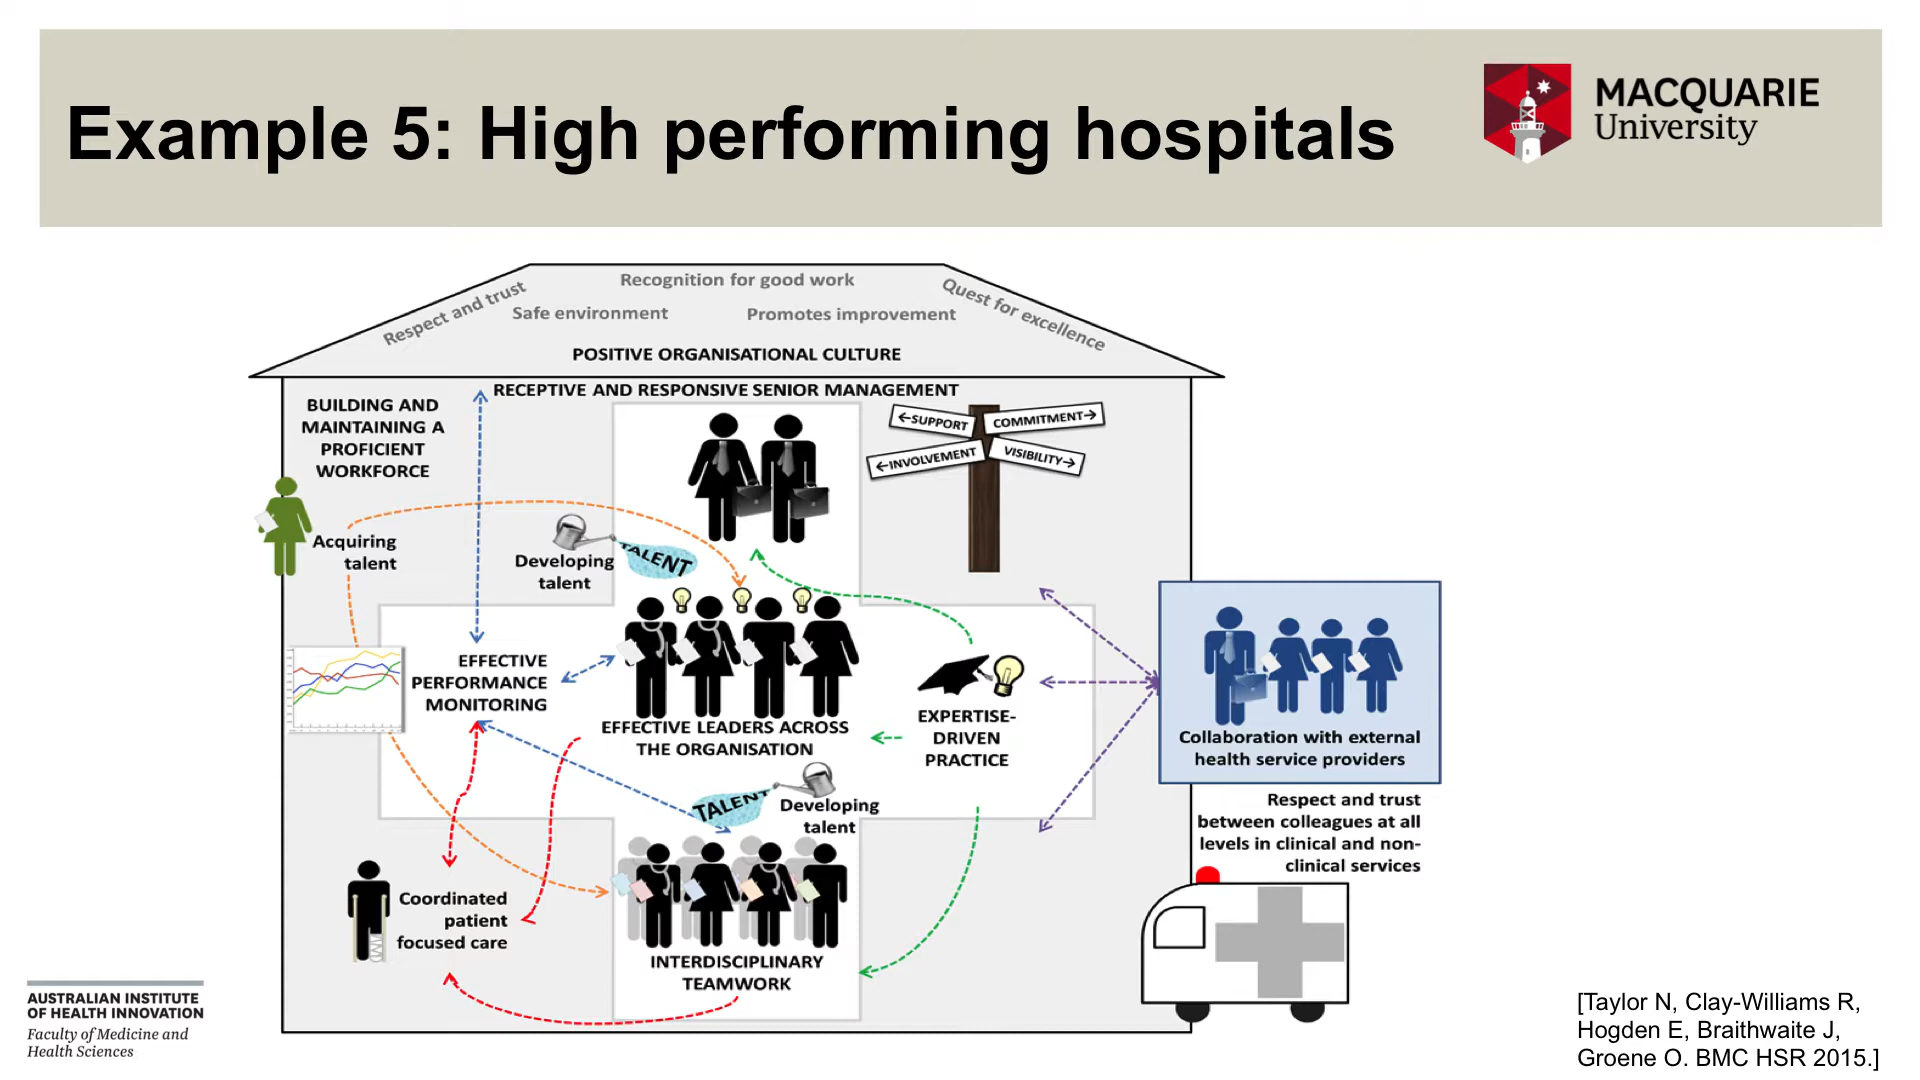 Example 5: High performing hospitals
MACQUARIE
University
Recognition for good work
Respect and trust
Quest for excellence
Safe environment
Promotes improvement
POSITIVE ORGANISATIONAL CULTURE
RECEPTIVE AND RESPONSIVE SENIOR MANAGEMENT
BUILDING AND
MAINTAINING A
PROFICIENT
WORKFORCE
←SUPPORT
COMMITMENT→
←INVOLVEMENT
VISIBILITY→
Acquiring
talent
Developing
talent
TALENT
EFFECTIVE
PERFORMANCE
MONITORING
EFFECTIVE LEADERS ACROSS
THE ORGANISATION
EXPERTISE-
DRIVEN
PRACTICE
Collaboration with external
health service providers
TALENT
Developing
talent
Respect and trust
between colleagues at all
levels in clinical and non-
clinical services
Coordinated
patient
focused care
INTERDISCIPLINARY
TEAMWORK
AUSTRALIAN INSTITUTE
OF HEALTH INNOVATION
Faculty of Medicine and
Health Sciences
[Taylor N, Clay-Williams R,
Hogden E, Braithwaite J,
Groene O. BMC HSR 2015.]